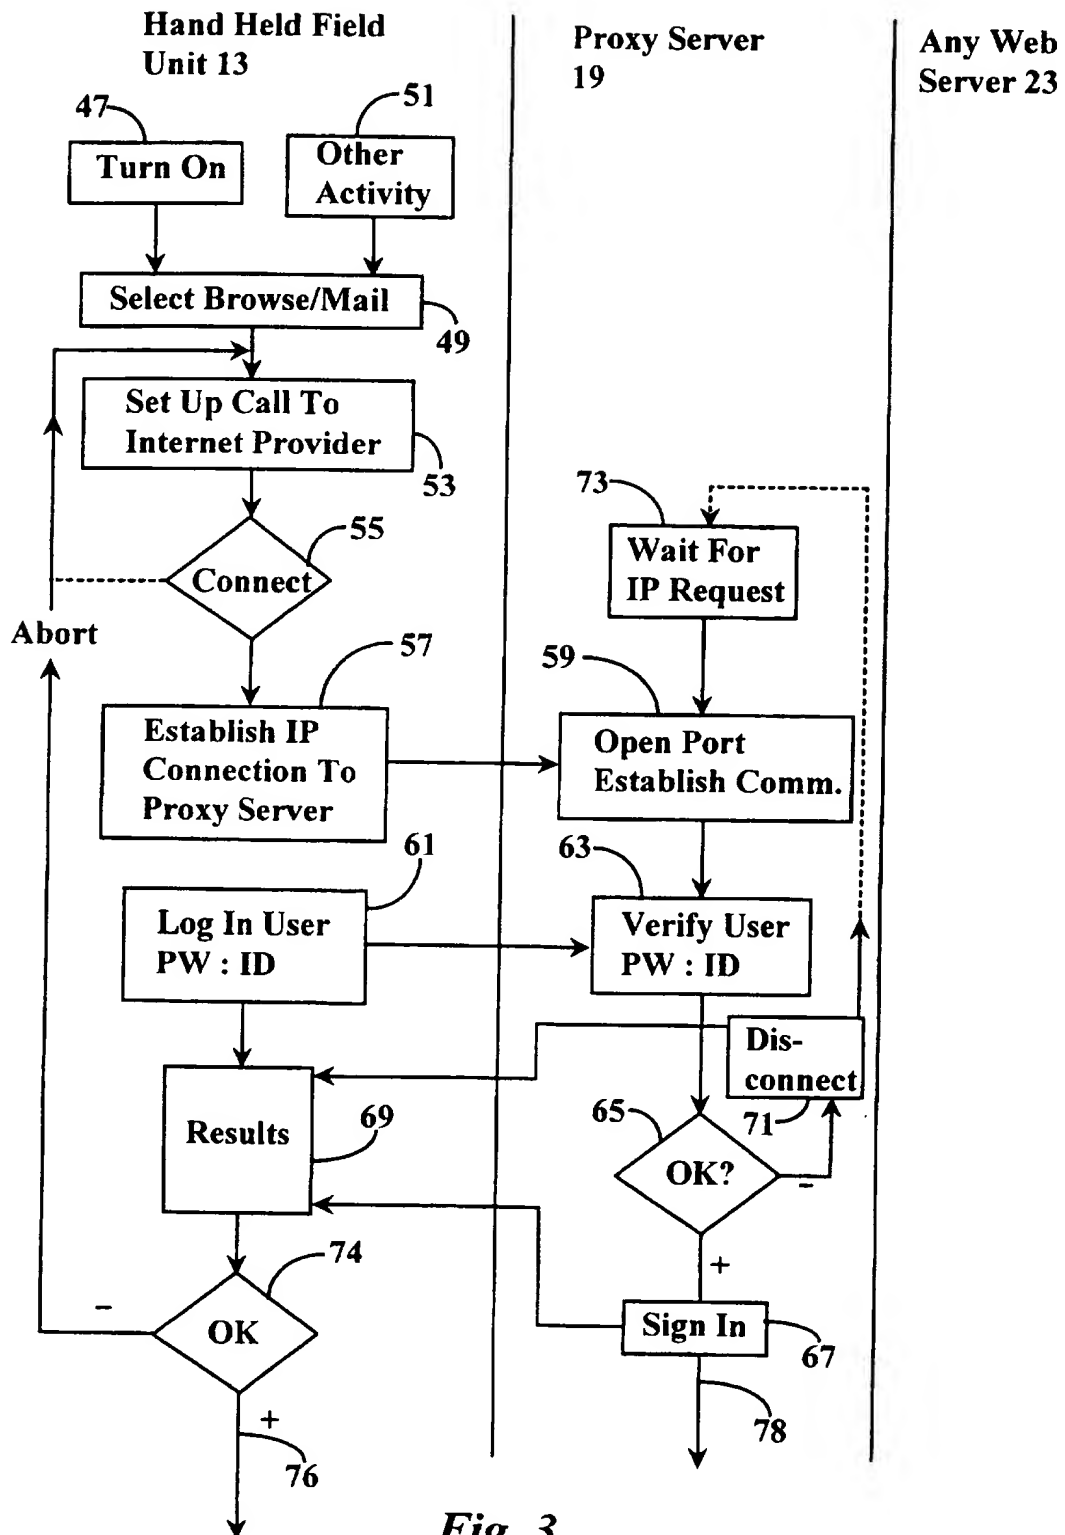 Hand Held Field
Unit 13
Proxy Server
19
Any Web
Server 23
47
51
Turn On
Other
Activity
Select Browse/Mail
49
Set Up Call To
Internet Provider
53
73
55
Connect
Wait For
IP Request
Abort
57
59
Establish IP
Connection To
Proxy Server
Open Port
Establish Comm.
61
63
Log In User
PW : ID
Verify User
PW : ID
Dis-
connect
71
65
69
Results
OK?
-
+
74
Sign In
67
-
OK
78
+
76
Fig. 3